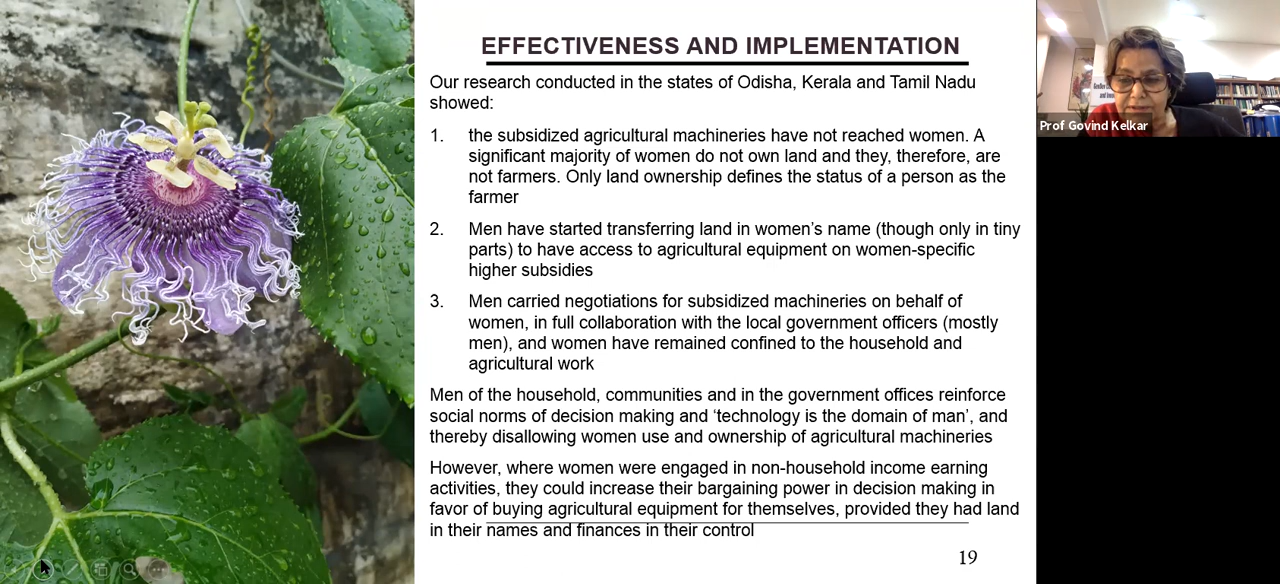 EFFECTIVENESS AND IMPLEMENTATION
Our research conducted in the states of Odisha, Kerala and Tamil Nadu
showed:
1. the subsidized agricultural machineries have not reached women. A
significant majority of women do not own land and they, therefore, are
not farmers. Only land ownership defines the status of a person as the
farmer
2. Men have started transferring land in women’s name (though only in tiny
parts) to have access to agricultural equipment on women-specific
higher subsidies
3. Men carried negotiations for subsidized machineries on behalf of
women, in full collaboration with the local government officers (mostly
men), and women have remained confined to the household and
agricultural work
Men of the household, communities and in the government offices reinforce
social norms of decision making and ‘technology is the domain of man’, and
thereby disallowing women use and ownership of agricultural machineries
However, where women were engaged in non-household income earning
activities, they could increase their bargaining power in decision making in
favor of buying agricultural equipment for themselves, provided they had land
in their names and finances in their control
19
Prof Govind Kelkar